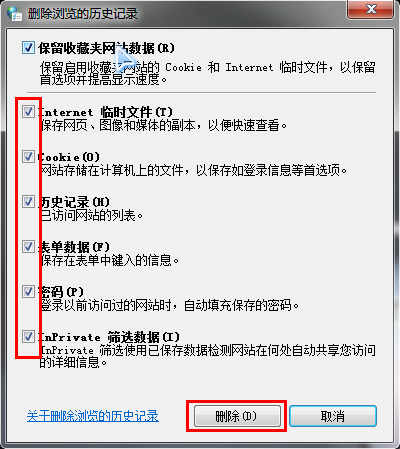 删除浏览的历史记录
保留收藏夹网站数据(R)
保留启用收藏夹网站的 Cookie 和 Internet 临时文件，以保留
首选项并提高显示速度。
Internet 临时文件(T)
保存网页、图像和媒体的副本，以便快速查看。
Cookie(O)
网站存储在计算机上的文件，以保存如登录信息等首选项。
历史记录(H)
已访问网站的列表。
表单数据(F)
保存在表单中键入的信息。
密码(P)
登录以前访问过的网站时，自动填充保存的密码。
InPrivate 筛选数据(I)
InPrivate 筛选使用已保存数据检测网站在何处自动共享您访问
的详细信息。
关于删除浏览的历史记录
删除(D)
取消